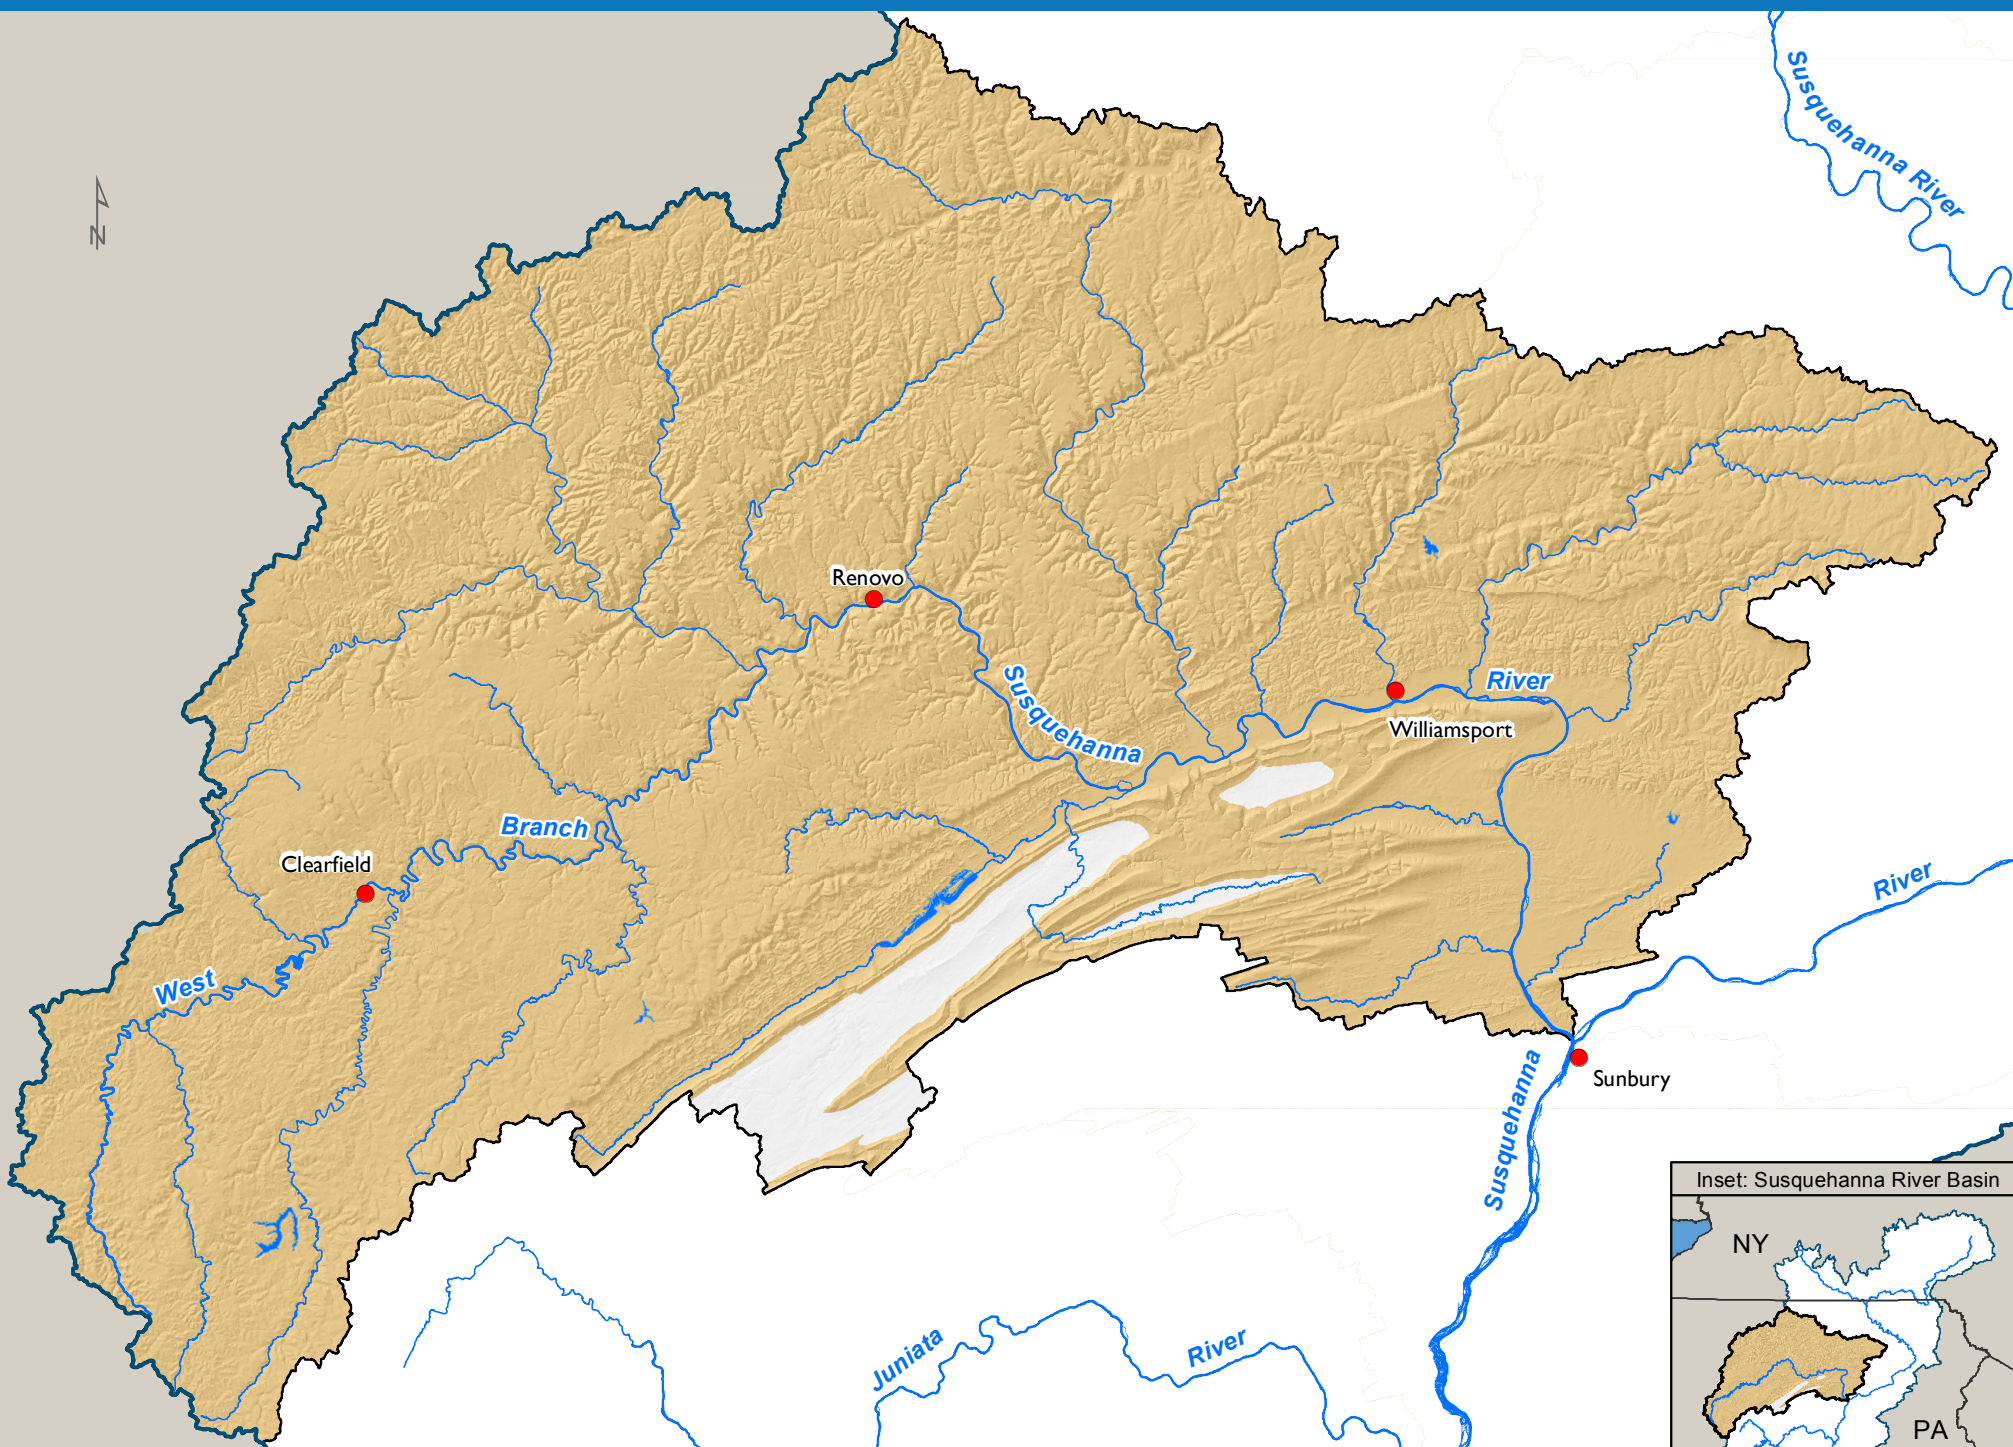 Susquehanna River
N
Renovo
Susquehanna
River
Williamsport
Branch
Clearfield
River
West
Susquehanna
Sunbury
Inset: Susquehanna River Basin
NY
Juniata
River
PA